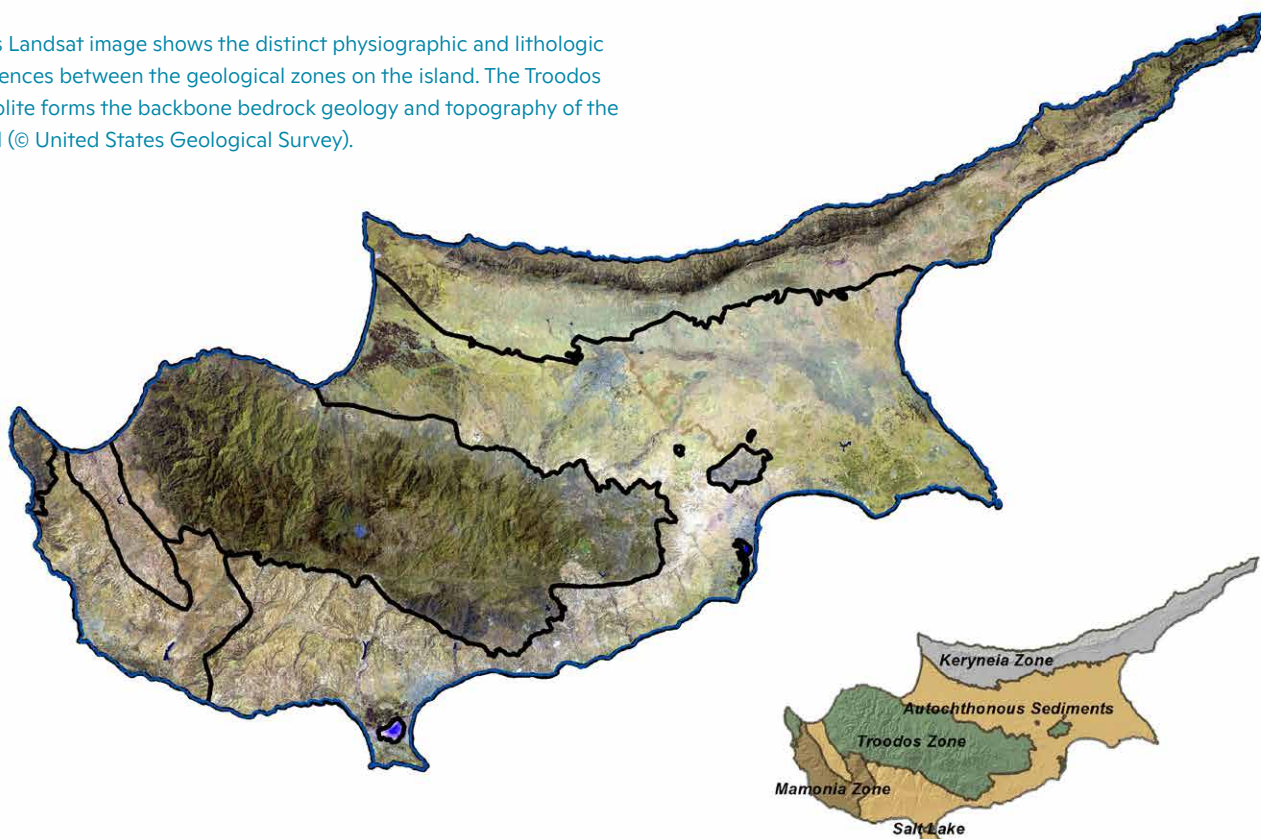 s Landsat image shows the distinct physiographic and lithologic
ences between the geological zones on the island. The Troodos
olite forms the backbone bedrock geology and topography of the
(© United States Geological Survey).
Keryneia Zone
Autochthonous Sediments
Troodos Zone
Mamonia Zone
Salt Lake